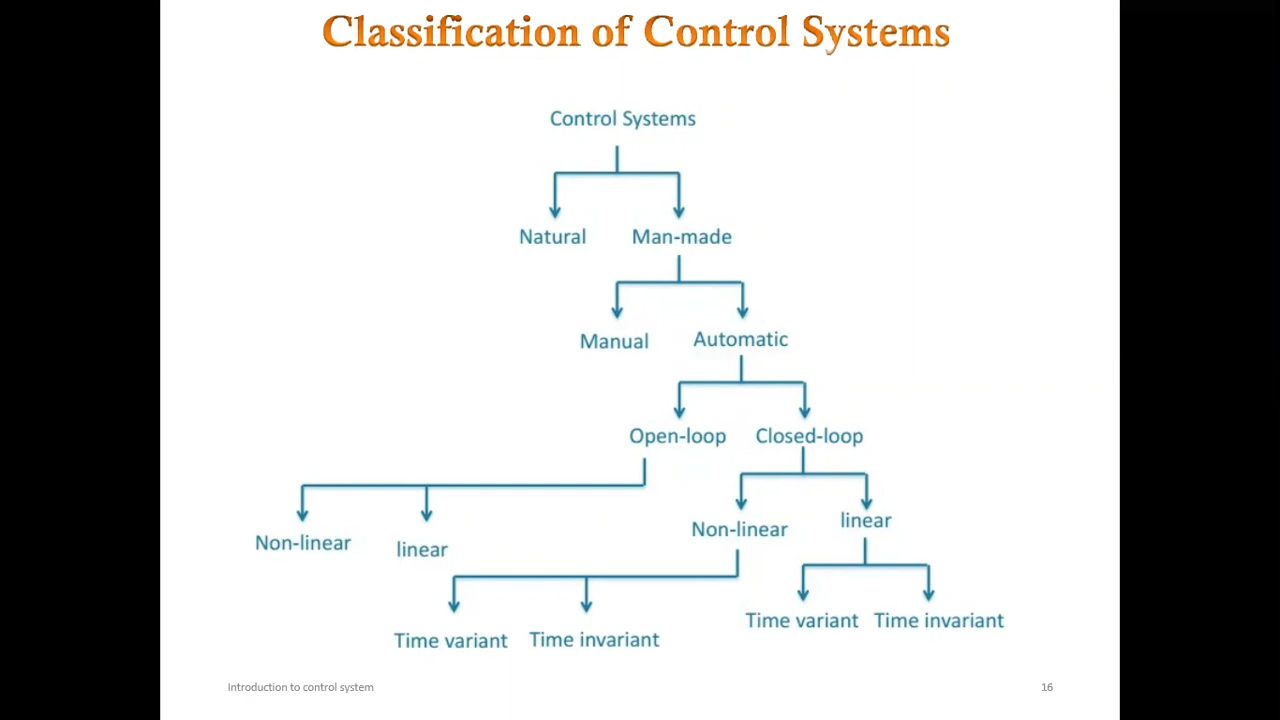 Classification of Control Systems
Control Systems
Natural Man-made
Manual Automatic
Open-loop Closed-loop
Non-linear linear Non-linear linear
Time variant Time invariant Time variant Time invariant
Introduction to control system 16